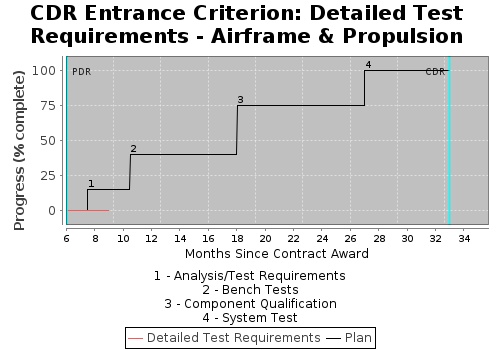 CDR Entrance Criterion: Detailed Test
Requirements - Airframe & Propulsion
Progress (% complete)
100
75
50
25
0
PDR
CDR
1
2
3
4
6 8 10 12 14 16 18 20 22 24 26 28 30 32 34
Months Since Contract Award
1 - Analysis/Test Requirements
2 - Bench Tests
3 - Component Qualification
4 - System Test
Detailed Test Requirements Plan